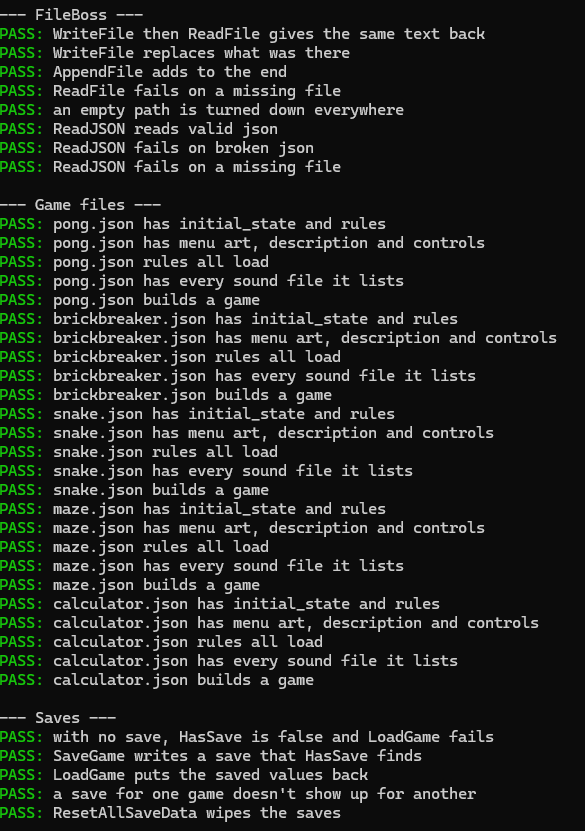 --- FileBoss ---
PASS: WriteFile then ReadFile gives the same text back
PASS: WriteFile replaces what was there
PASS: AppendFile adds to the end
PASS: ReadFile fails on a missing file
PASS: an empty path is turned down everywhere
PASS: ReadJSON reads valid json
PASS: ReadJSON fails on broken json
PASS: ReadJSON fails on a missing file
--- Game files ---
PASS: pong.json has initial_state and rules
PASS: pong.json has menu art, description and controls
PASS: pong.json rules all load
PASS: pong.json has every sound file it lists
PASS: pong.json builds a game
PASS: brickbreaker.json has initial_state and rules
PASS: brickbreaker.json has menu art, description and controls
PASS: brickbreaker.json rules all load
PASS: brickbreaker.json has every sound file it lists
PASS: brickbreaker.json builds a game
PASS: snake.json has initial_state and rules
PASS: snake.json has menu art, description and controls
PASS: snake.json rules all load
PASS: snake.json has every sound file it lists
PASS: snake.json builds a game
PASS: maze.json has initial_state and rules
PASS: maze.json has menu art, description and controls
PASS: maze.json rules all load
PASS: maze.json has every sound file it lists
PASS: maze.json builds a game
PASS: calculator.json has initial_state and rules
PASS: calculator.json has menu art, description and controls
PASS: calculator.json rules all load
PASS: calculator.json has every sound file it lists
PASS: calculator.json builds a game
--- Saves ---
PASS: with no save, HasSave is false and LoadGame fails
PASS: SaveGame writes a save that HasSave finds
PASS: LoadGame puts the saved values back
PASS: a save for one game doesn't show up for another
PASS: ResetAllSaveData wipes the saves